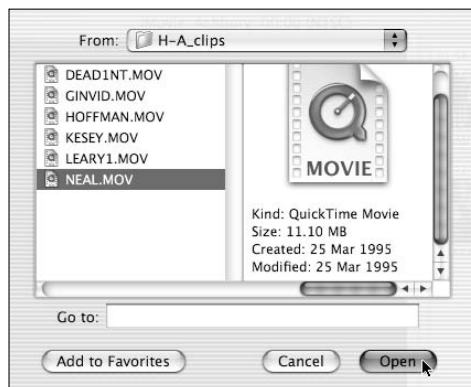 From: H-A_clips
DEAD1NT.MOV
GINVID.MOV
HOFFMAN.MOV
KESEY.MOV
LEARY1.MOV
NEAL.MOV
MOVIE
Kind: QuickTime Movie
Size: 11.10 MB
Created: 25 Mar 1995
Modified: 25 Mar 1995
Go to:
Add to Favorites Cancel Open